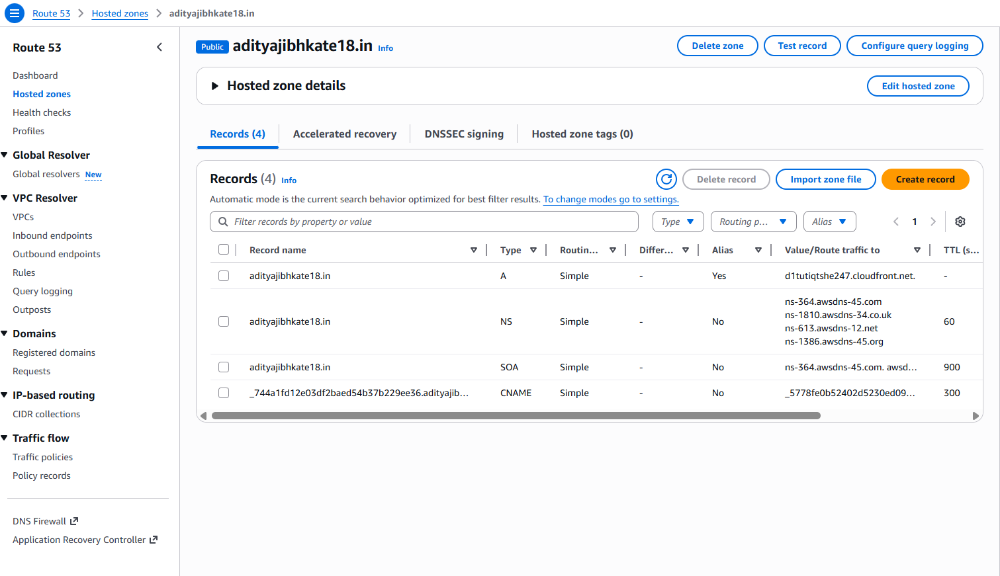 Route 53 > Hosted zones > adityajibhkate18.in
Route 53
Dashboard
Hosted zones
Health checks
Profiles
Global Resolver
Global resolvers New
VPC Resolver
VPCs
Inbound endpoints
Outbound endpoints
Rules
Query logging
Outposts
Domains
Registered domains
Requests
IP-based routing
CIDR collections
Traffic flow
Traffic policies
Policy records
DNS Firewall
Application Recovery Controller
Public adityajibhkate18.in Info
Delete zone Test record Configure query logging
Hosted zone details Edit hosted zone
Records (4) Accelerated recovery DNSSEC signing Hosted zone tags (0)
Records (4) Info Delete record Import zone file Create record
Automatic mode is the current search behavior optimized for best filter results. To change modes go to settings.
Filter records by property or value Type Routing p... Alias 1
Record name Type Routin... Differ... Alias Value/Route traffic to TTL (s...
adityajibhkate18.in A Simple - Yes d1tutiqtshe247.cloudfront.net. -
adityajibhkate18.in NS Simple - No ns-364.awsdns-45.com 60
ns-1810.awsdns-34.co.uk
ns-613.awsdns-12.net
ns-1386.awsdns-45.org
adityajibhkate18.in SOA Simple - No ns-364.awsdns-45.com. awsd... 900
_744a1fd12e03df2baed54b37b229ee36.adityajib... CNAME Simple - No _5778fe0b52402d5230ed09... 300